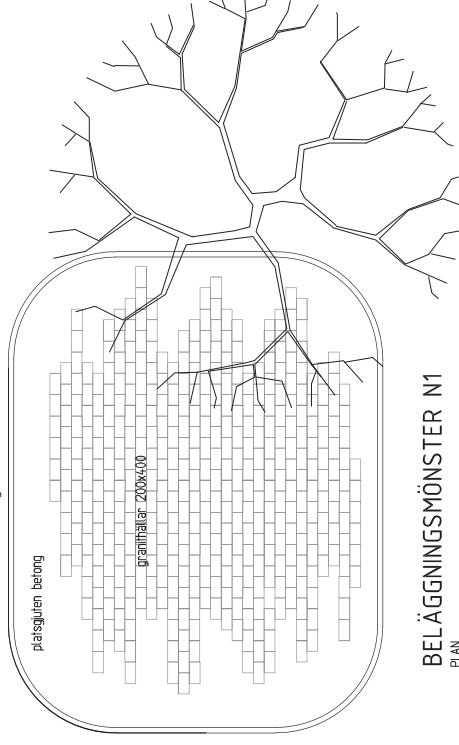 platsgjuten betong
granithällar 200x400
BELÄGGNINGSMÖNSTER N1
PLAN